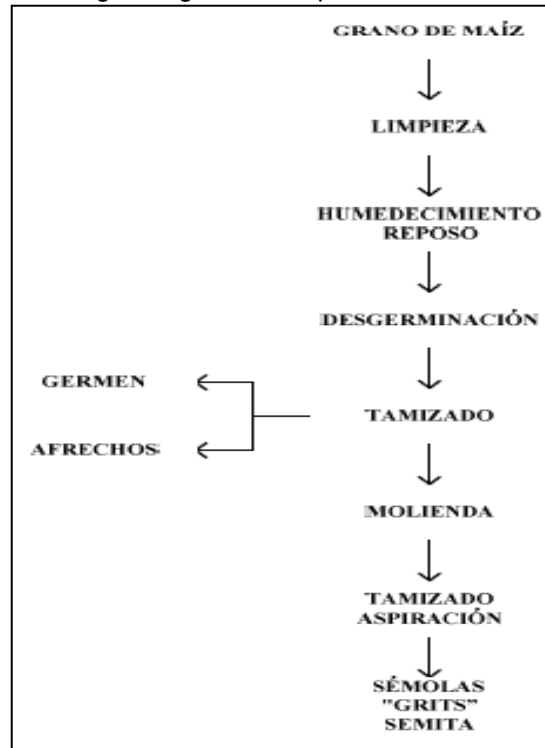 GRANO DE MAÍZ
LIMPIEZA
HUMEDECIMIENTO
REPOSO
DESGERMINACIÓN
GERMEN
TAMIZADO
AFRECHOS
MOLIENDA
TAMIZADO
ASPIRACIÓN
SÉMOLAS
"GRITS"
SEMITA